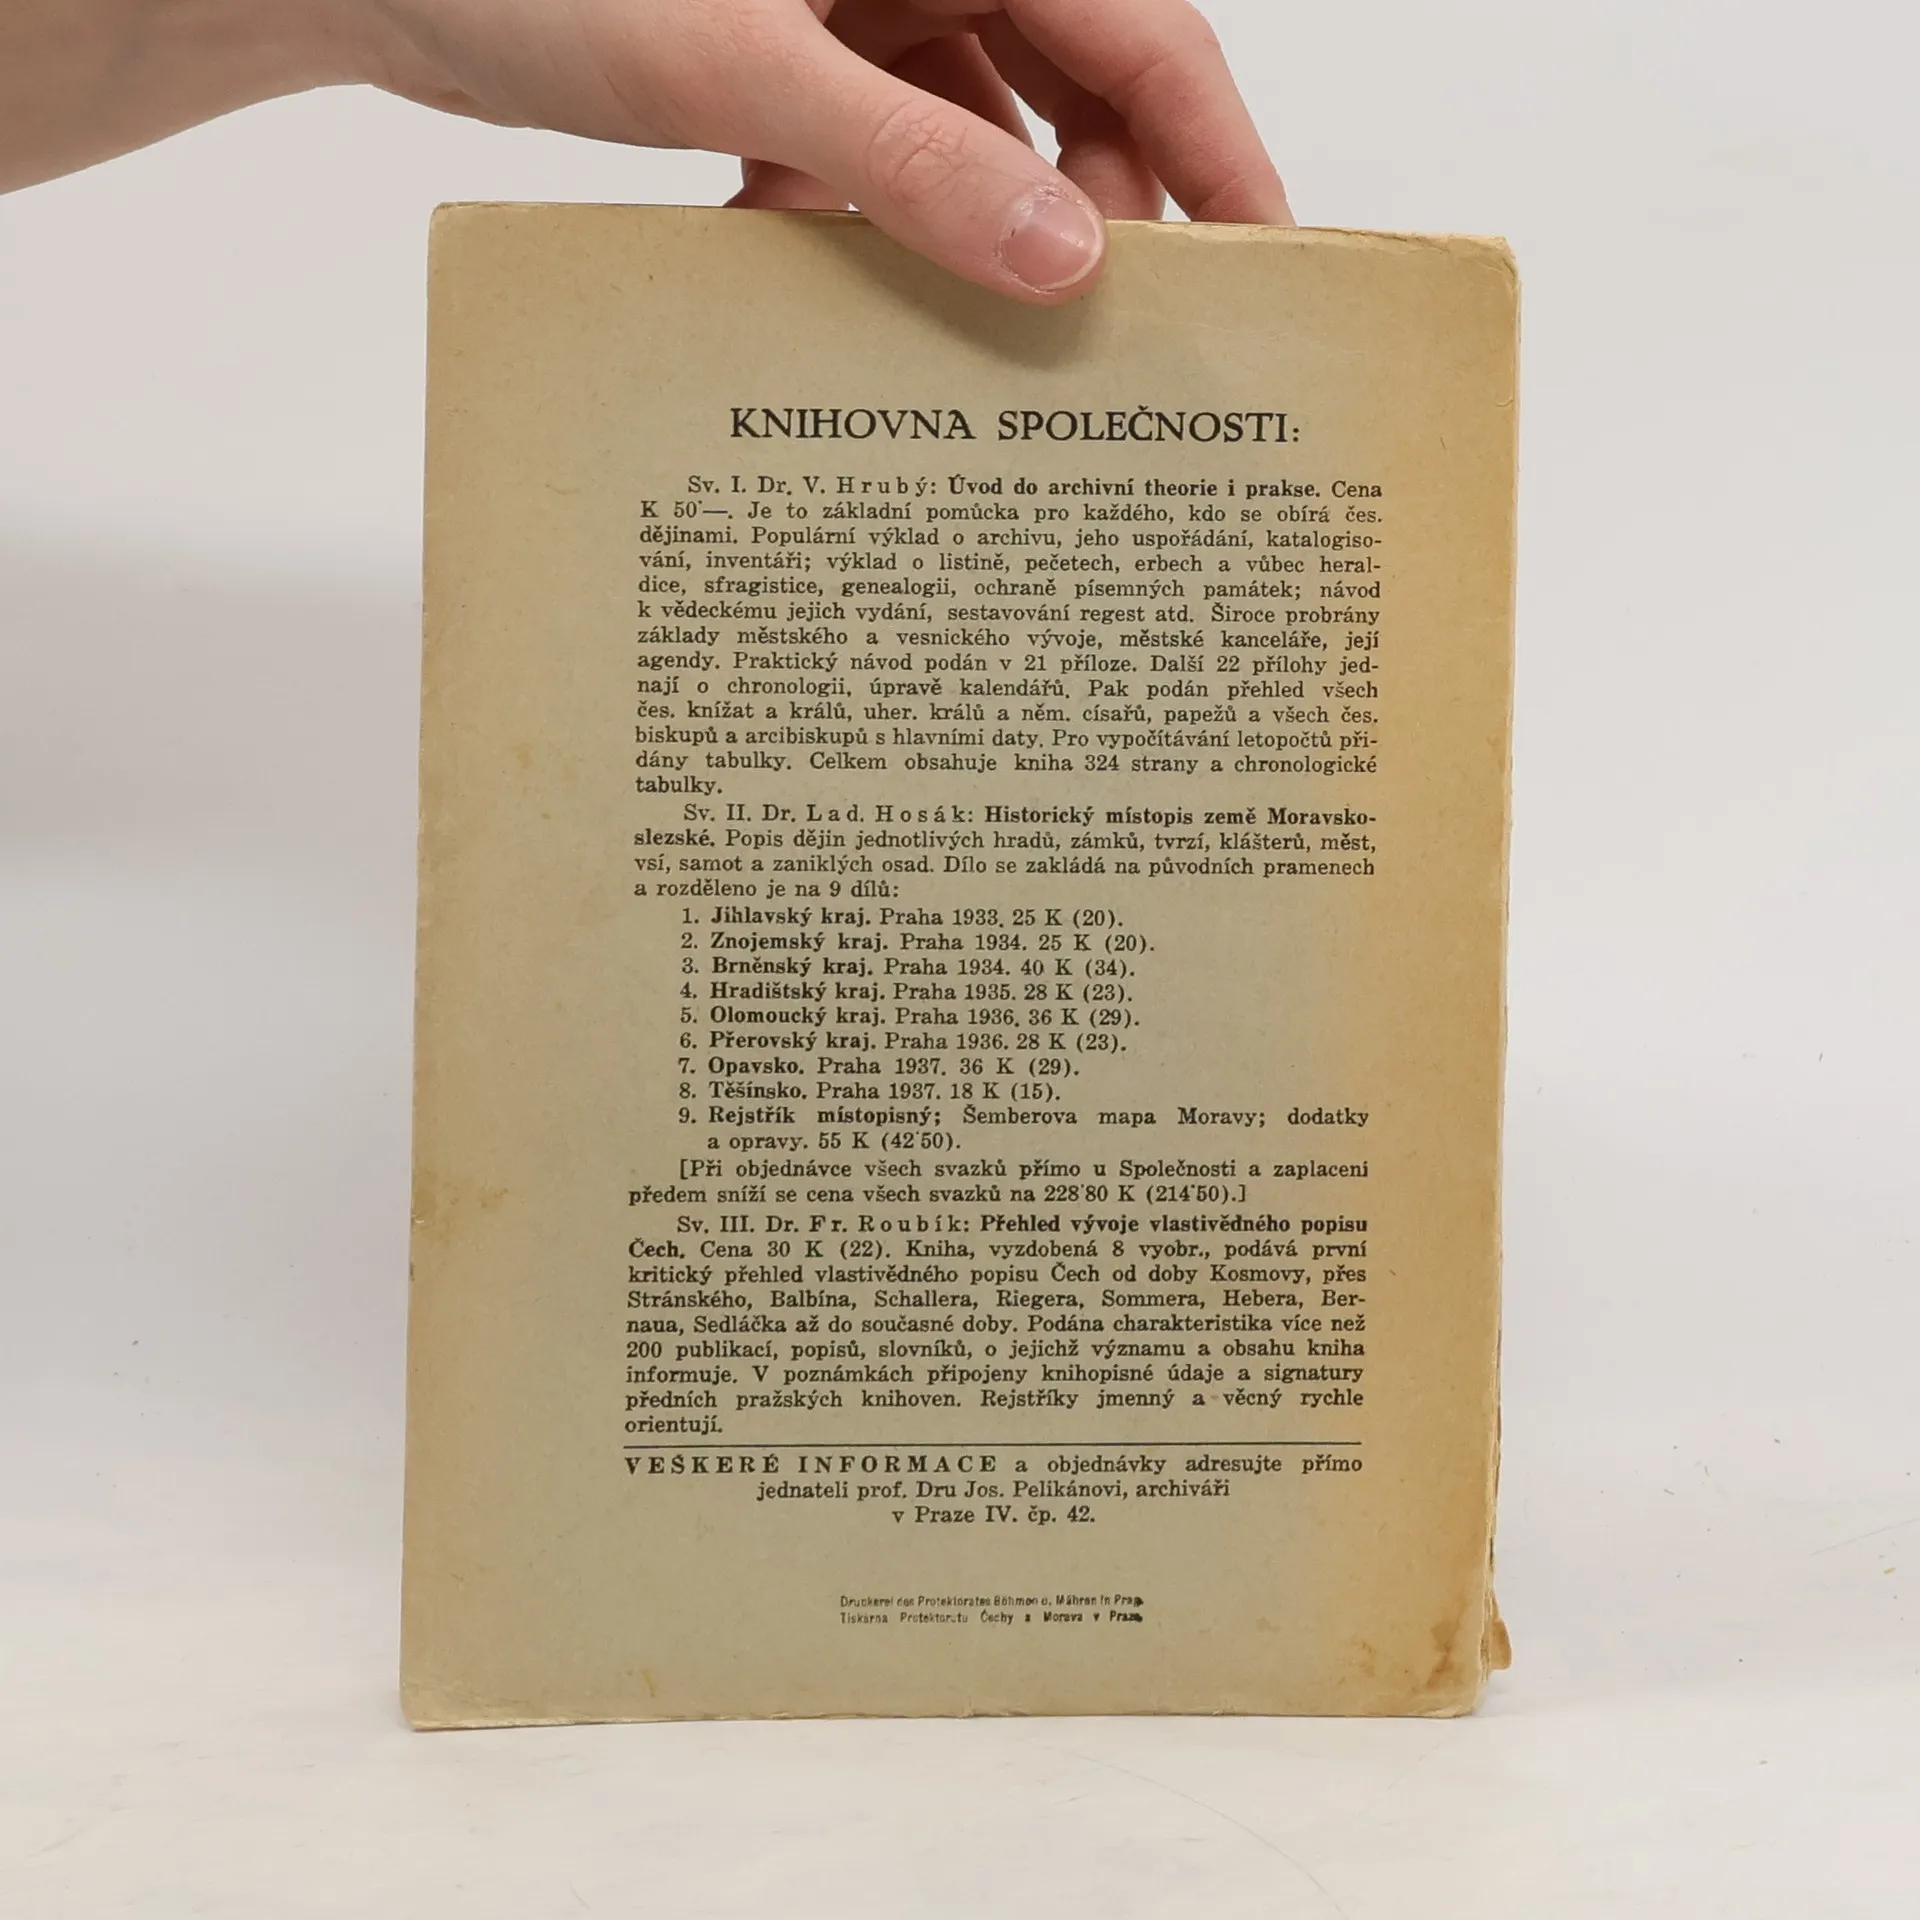 KNIHOVNA SPOLEČNOSTI:
Sv. I. Dr. V. Hrubý: Úvod do archivní theorie i prakse. Cena
K 50˙—. Je to základní pomůcka pro každého, kdo se obírá čes.
dějinami. Populární výklad o archivu, jeho uspořádání, katalogiso-
vání, inventáři; výklad o listině, pečetech, erbech a vůbec heral-
dice, sfragistice, genealogii, ochraně písemných památek; návod
k vědeckému jejich vydání, sestavování regest atd. Široce probrány
základy městského a vesnického vývoje, městské kanceláře, její
agendy. Praktický návod podán v 21 příloze. Další 22 přílohy jed-
nají o chronologii, úpravě kalendářů. Pak podán přehled všech
čes. knížat a králů, uher. králů a něm. císařů, papežů a všech čes.
biskupů a arcibiskupů s hlavními daty. Pro vypočítávání letopočtů při-
dány tabulky. Celkem obsahuje kniha 324 strany a chronologické
tabulky.
Sv. II. Dr. Lad. Hosák: Historický místopis země Moravsko-
slezské. Popis dějin jednotlivých hradů, zámků, tvrzí, klášterů, měst,
vsí, samot a zaniklých osad. Dílo se zakládá na původních pramenech
a rozděleno je na 9 dílů:
1. Jihlavský kraj. Praha 1933. 25 K (20).
2. Znojemský kraj. Praha 1934. 25 K (20).
3. Brněnský kraj. Praha 1934. 40 K (34).
4. Hradištský kraj. Praha 1935. 28 K (23).
5. Olomoucký kraj. Praha 1936. 36 K (29).
6. Přerovský kraj. Praha 1936. 28 K (23).
7. Opavsko. Praha 1937. 36 K (29).
8. Těšínsko. Praha 1937. 18 K (15).
9. Rejstřík místopisný; Šemberova mapa Moravy; dodatky
a opravy. 55 K (42˙50).
[Při objednávce všech svazků přímo u Společnosti a zaplacení
předem sníží se cena všech svazků na 228˙80 K (214˙50).]
Sv. III. Dr. Fr. Roubík: Přehled vývoje vlastivědného popisu
Čech. Cena 30 K (22). Kniha, vyzdobená 8 vyobr., podává první
kritický přehled vlastivědného popisu Čech od doby Kosmovy, přes
Stránského, Balbína, Schallera, Riegera, Sommera, Hebera, Ber-
naua, Sedláčka až do současné doby. Podána charakteristika více než
200 publikací, popisů, slovníků, o jejichž významu a obsahu kniha
informuje. V poznámkách připojeny knihopisné údaje a signatury
předních pražských knihoven. Rejstříky jmenný a věcný rychle
orientují.
VEŠKERÉ INFORMACE a objednávky adresujte přímo
jednateli prof. Dru Jos. Pelikánovi, archiváři
v Praze IV. čp. 42.
Druckerei des Protektorates Böhmen u. Mähren in Prag.
Tiskárna Protektorátu Čechy a Morava v Praze.